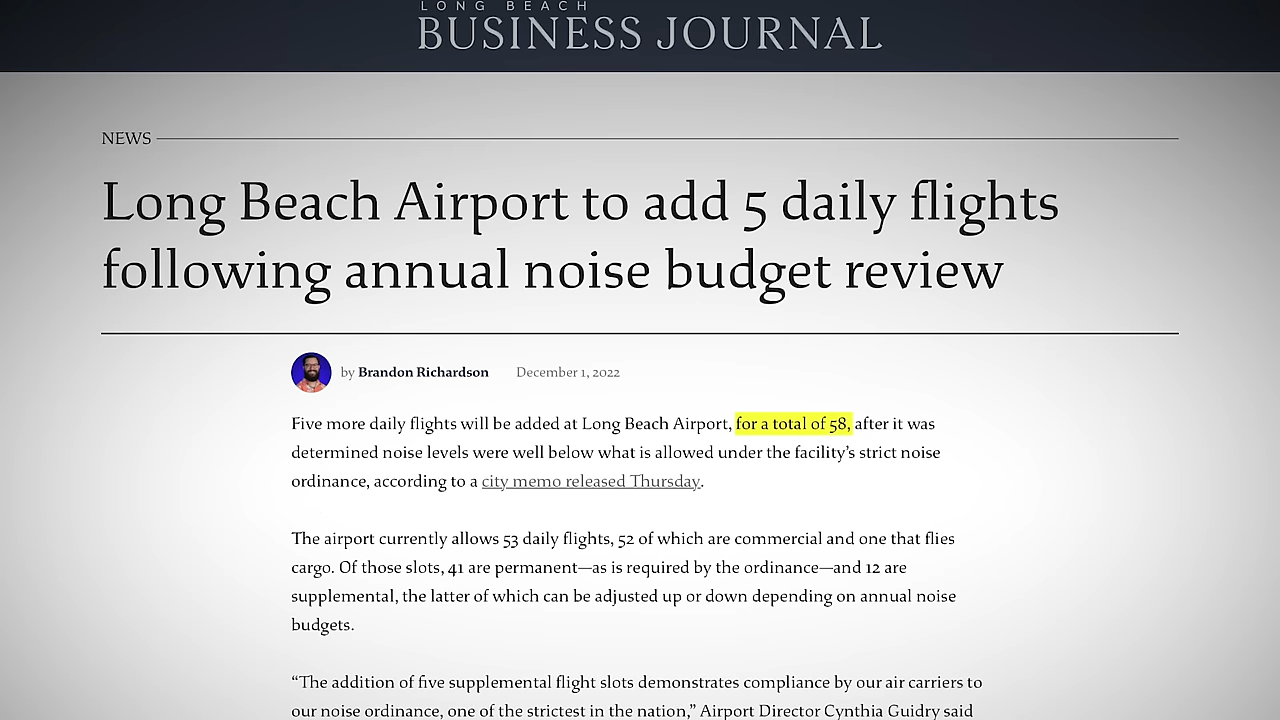 LONG BEACH
BUSINESS JOURNAL
NEWS
Long Beach Airport to add 5 daily flights
following annual noise budget review
by Brandon Richardson December 1, 2022
Five more daily flights will be added at Long Beach Airport, for a total of 58, after it was
determined noise levels were well below what is allowed under the facility’s strict noise
ordinance, according to a city memo released Thursday.
The airport currently allows 53 daily flights, 52 of which are commercial and one that flies
cargo. Of those slots, 41 are permanent—as is required by the ordinance—and 12 are
supplemental, the latter of which can be adjusted up or down depending on annual noise
budgets.
“The addition of five supplemental flight slots demonstrates compliance by our air carriers to
our noise ordinance, one of the strictest in the nation,” Airport Director Cynthia Guidry said